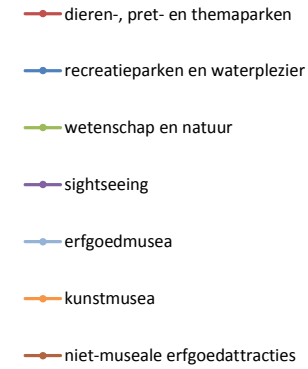 dieren-, pret- en themaparken
recreatieparken en waterplezier
wetenschap en natuur
sightseeing
erfgoedmusea
kunstmusea
niet-museale erfgoedattracties